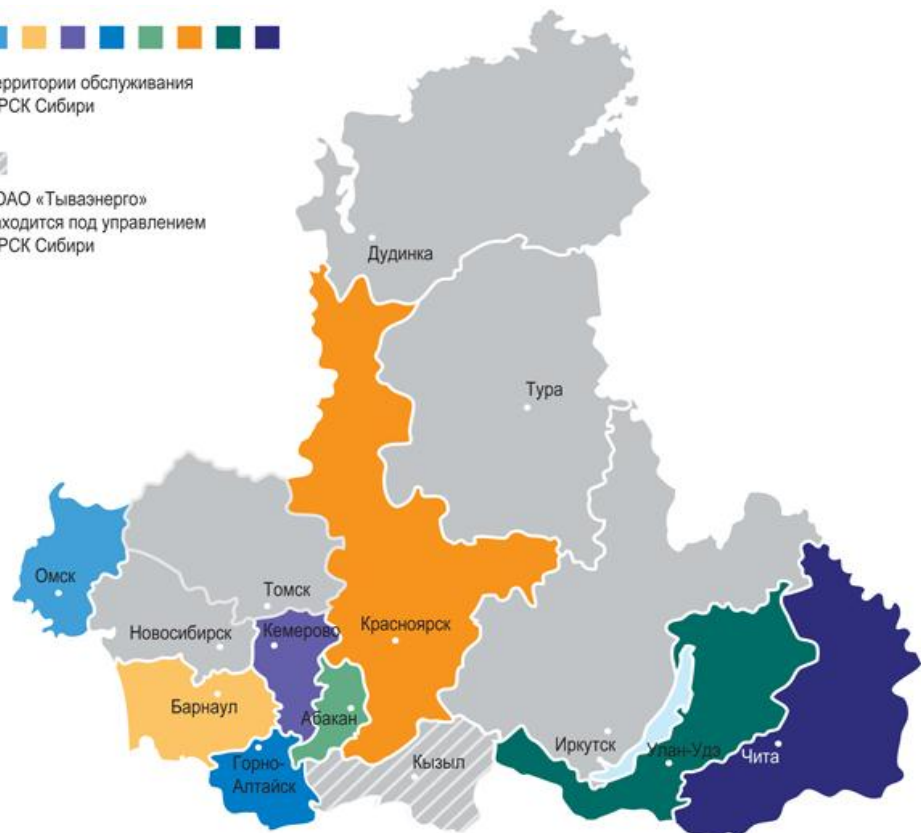 ерритории обслуживания
РСК Сибири
ОАО «Тываэнерго»
аходится под управлением
РСК Сибири
Дудинка
Тура
Омск
Томск
Новосибирск
Кемерово
Красноярск
Барнаул
Абакан
Горно-
Алтайск
Кызыл
Иркутск
Улан-Удэ
Чита